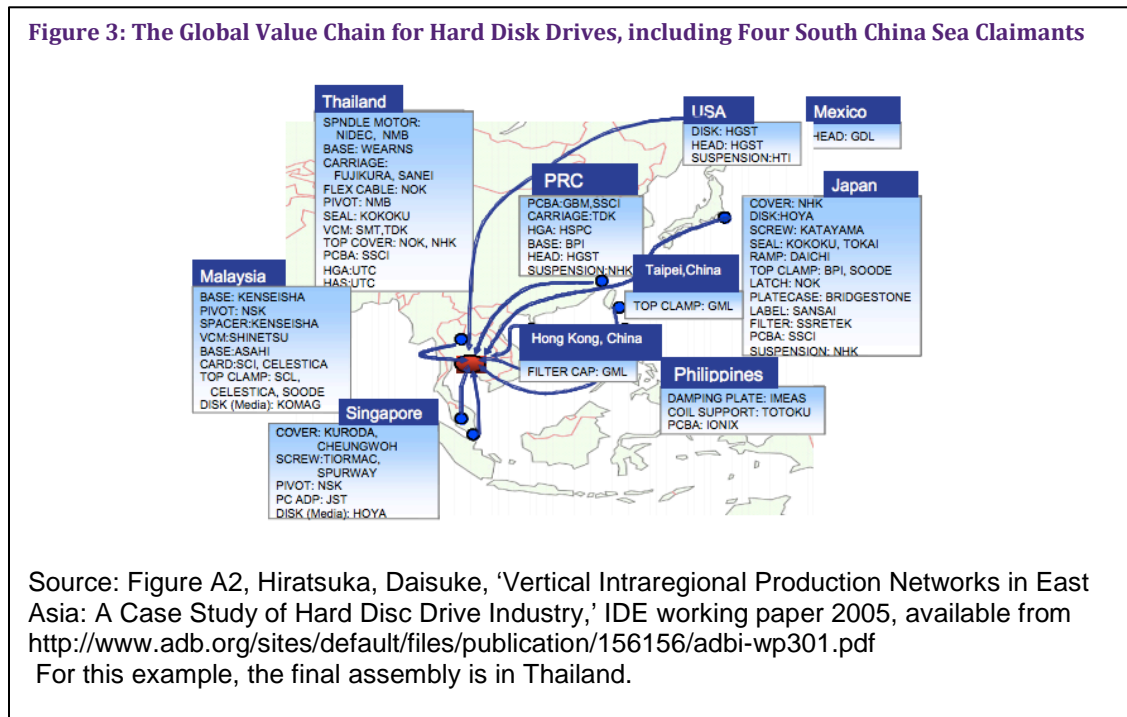 Figure 3: The Global Value Chain for Hard Disk Drives, including Four South China Sea Claimants
Thailand
SPNDLE MOTOR:
NIDEC, NMB
BASE: WEARNS
CARRIAGE:
FUJIKURA, SANEI
FLEX CABLE: NOK
PIVOT: NMB
SEAL: KOKOKU
VCM: SMT,TDK
TOP COVER: NOK, NHK
PCBA: SSCI
HGA:UTC
HAS:UTC
USA
DISK: HGST
HEAD: HGST
SUSPENSION:HTI
Mexico
HEAD: GDL
PRC
PCBA:GBM,SSCI
CARRIAGE:TDK
HGA: HSPC
BASE: BPI
HEAD: HGST
SUSPENSION:NHK
Japan
COVER: NHK
DISK:HOYA
SCREW: KATAYAMA
SEAL: KOKOKU, TOKAI
RAMP: DAICHI
TOP CLAMP: BPI, SOODE
LATCH: NOK
PLATECASE: BRIDGESTONE
LABEL: SANSAI
FILTER: SSRETEK
PCBA: SSCI
SUSPENSION: NHK
Taipei,China
TOP CLAMP: GML
Malaysia
BASE: KENSEISHA
PIVOT: NSK
SPACER:KENSEISHA
VCM:SHINETSU
BASE:ASAHI
CARD:SCI, CELESTICA
TOP CLAMP: SCL,
CELESTICA, SOODE
DISK (Media): KOMAG
Hong Kong, China
FILTER CAP: GML
Philippines
DAMPING PLATE: IMEAS
COIL SUPPORT: TOTOKU
PCBA: IONIX
Singapore
COVER: KURODA,
CHEUNGWOH
SCREW:TIORMAC,
SPURWAY
PIVOT: NSK
PC ADP: JST
DISK (Media): HOYA
Source: Figure A2, Hiratsuka, Daisuke, ‘Vertical Intraregional Production Networks in East
Asia: A Case Study of Hard Disc Drive Industry,’ IDE working paper 2005, available from
http://www.adb.org/sites/default/files/publication/156156/adbi-wp301.pdf
For this example, the final assembly is in Thailand.